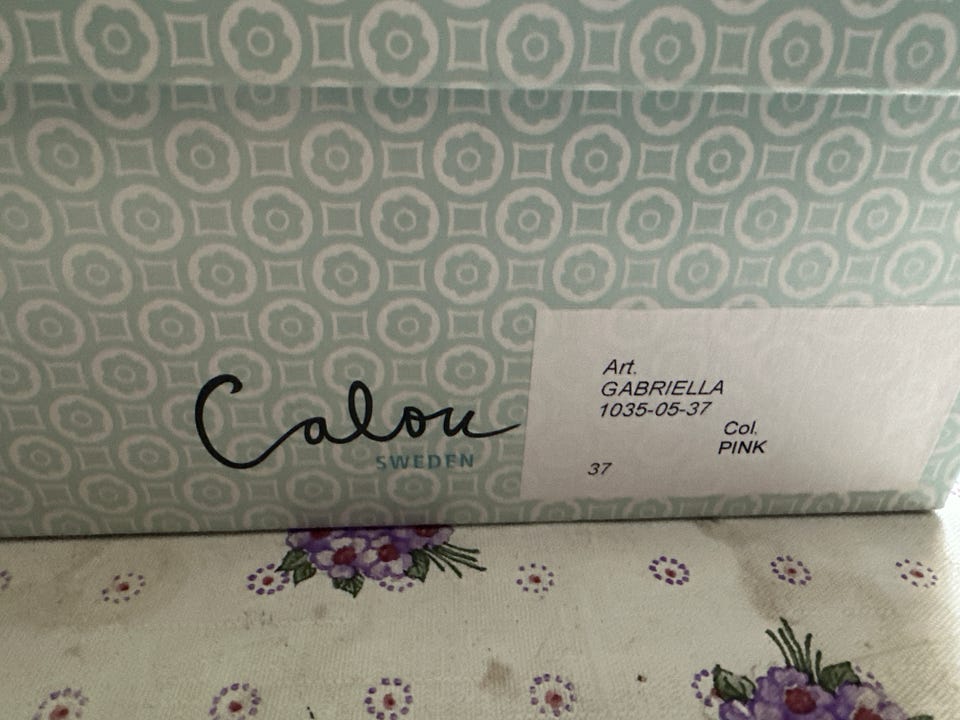 Calou
SWEDEN
Art.
GABRIELLA
1035-05-37
Col.
PINK
37